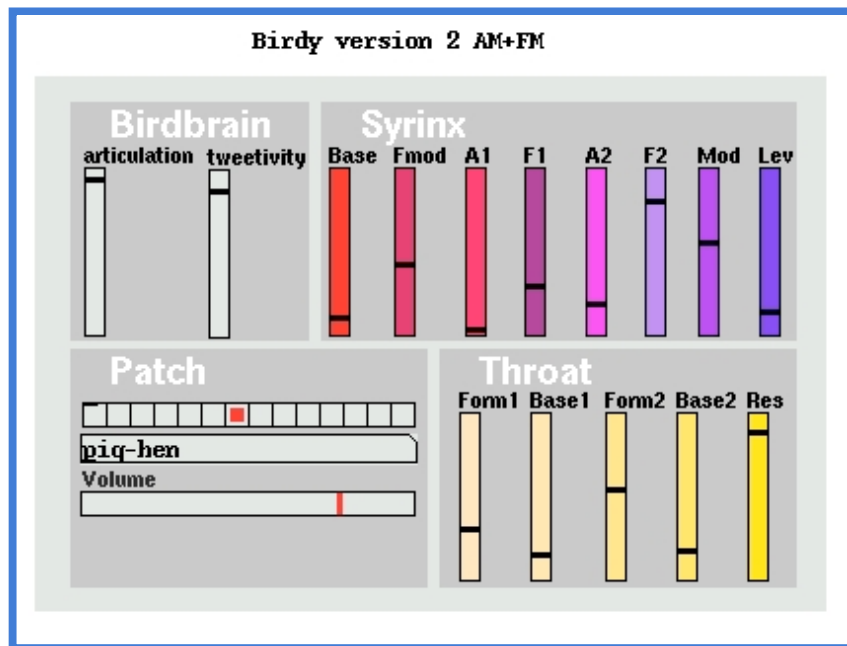 Birdy version 2 AM+FM
Birdbrain
articulation tweetivity
Syrinx
Base Fmod A1 F1 A2 F2 Mod Lev
Patch
piq-hen
Volume
Throat
Form1 Base1 Form2 Base2 Res